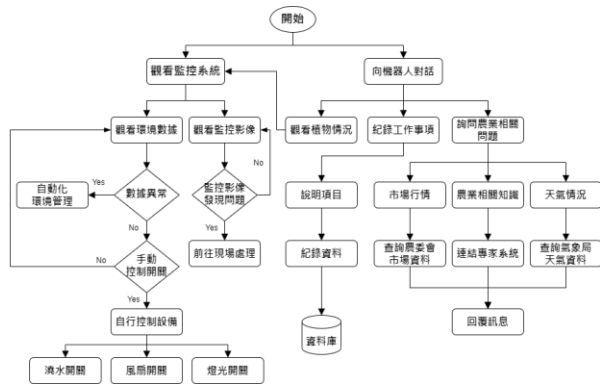 開始
觀看監控系統
向機器人對話
觀看環境數據
觀看監控影像
觀看植物情況
紀錄工作事項
詢問農業相關
問題
No
Yes
自動化
環境管理
數據異常
監控影像
發現問題
說明項目
市場行情
農業相關知識
天氣情況
No
Yes
No
手動
控制開關
前往現場處理
紀錄資料
查詢農委會
市場資料
連結專家系統
查詢氣象局
天氣資料
Yes
自行控制設備
資料庫
回覆訊息
澆水開關
風扇開關
燈光開關